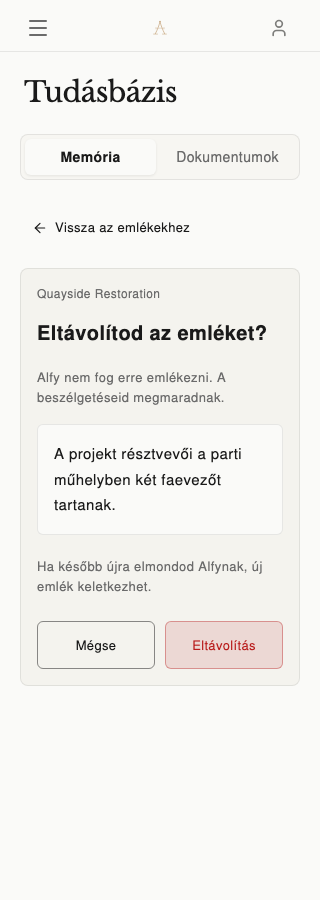 Tudásbázis
Memória
Dokumentumok
Vissza az emlékekhez
Quayside Restoration
Eltávolítod az emléket?
Alfy nem fog erre emlékezni. A
beszélgetéseid megmaradnak.
A projekt résztvevői a parti
műhelyben két faevezőt
tartanak.
Ha később újra elmondod Alfynak, új
emlék keletkezhet.
Mégse
Eltávolítás